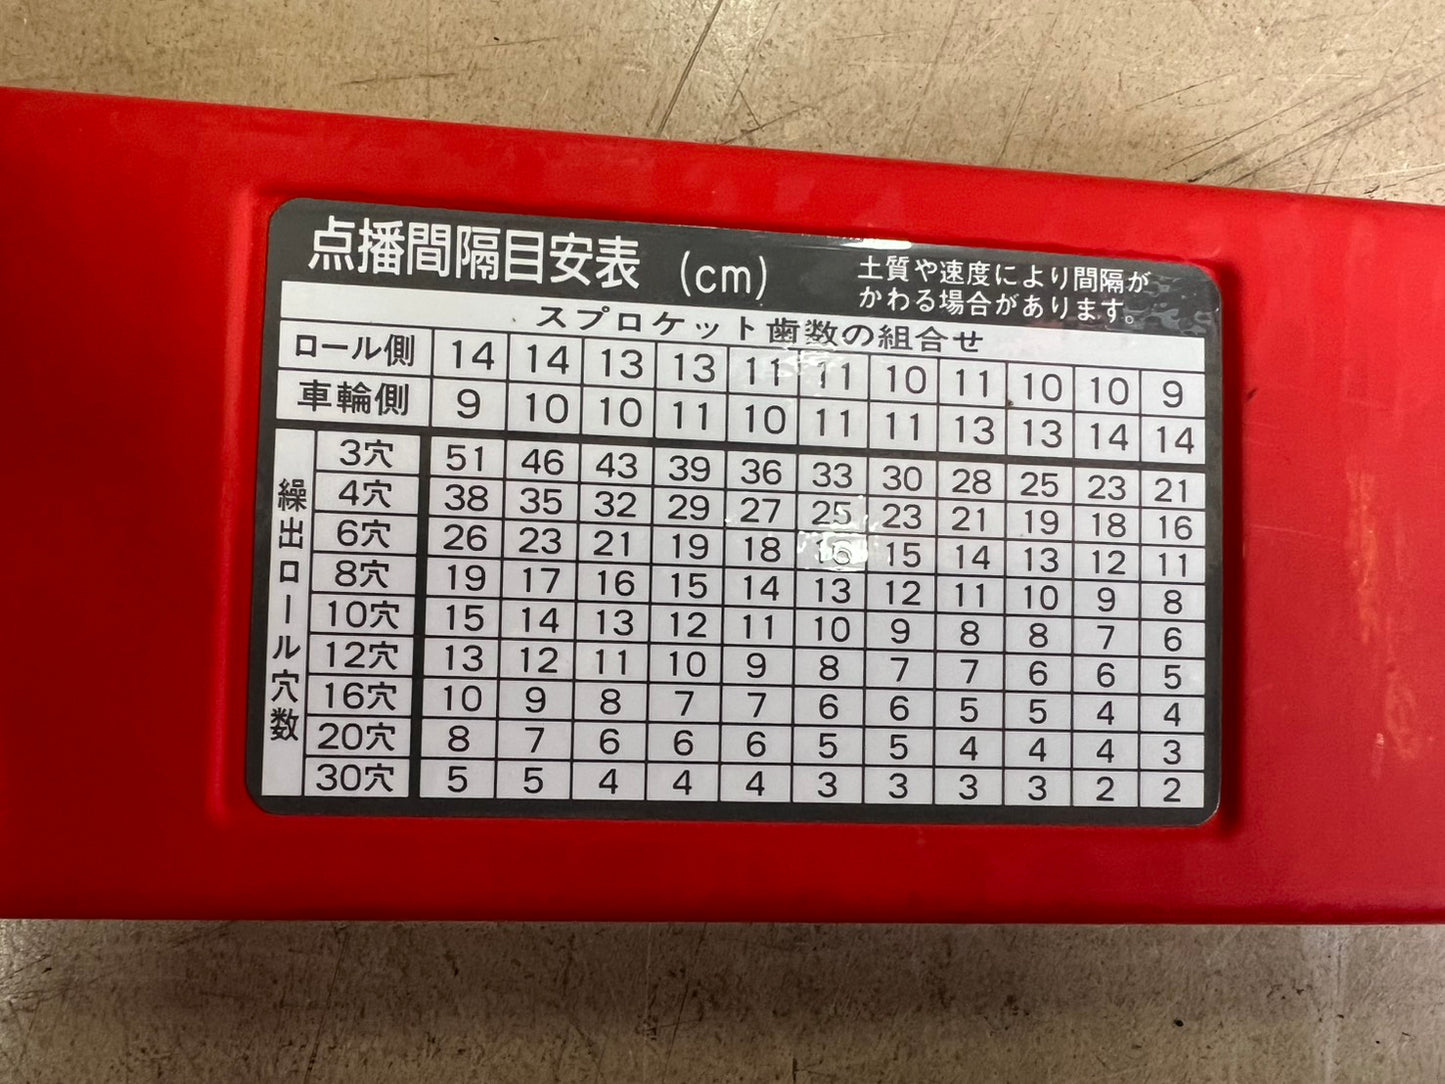 点播間隔目安表 (cm)
土質や速度により間隔が
かわる場合があります。
スプロケット歯数の組合せ
ロール側 14 14 13 13 11 11 10 11 10 10 9
車輪側 9 10 10 11 10 11 11 13 13 14 14
繰出ロール穴数
3穴 51 46 43 39 36 33 30 28 25 23 21
4穴 38 35 32 29 27 25 23 21 19 18 16
6穴 26 23 21 19 18 16 15 14 13 12 11
8穴 19 17 16 15 14 13 12 11 10 9 8
10穴 15 14 13 12 11 10 9 8 8 7 6
12穴 13 12 11 10 9 8 7 7 6 6 5
16穴 10 9 8 7 7 6 6 5 5 4 4
20穴 8 7 6 6 6 5 5 4 4 4 3
30穴 5 5 4 4 4 3 3 3 3 2 2